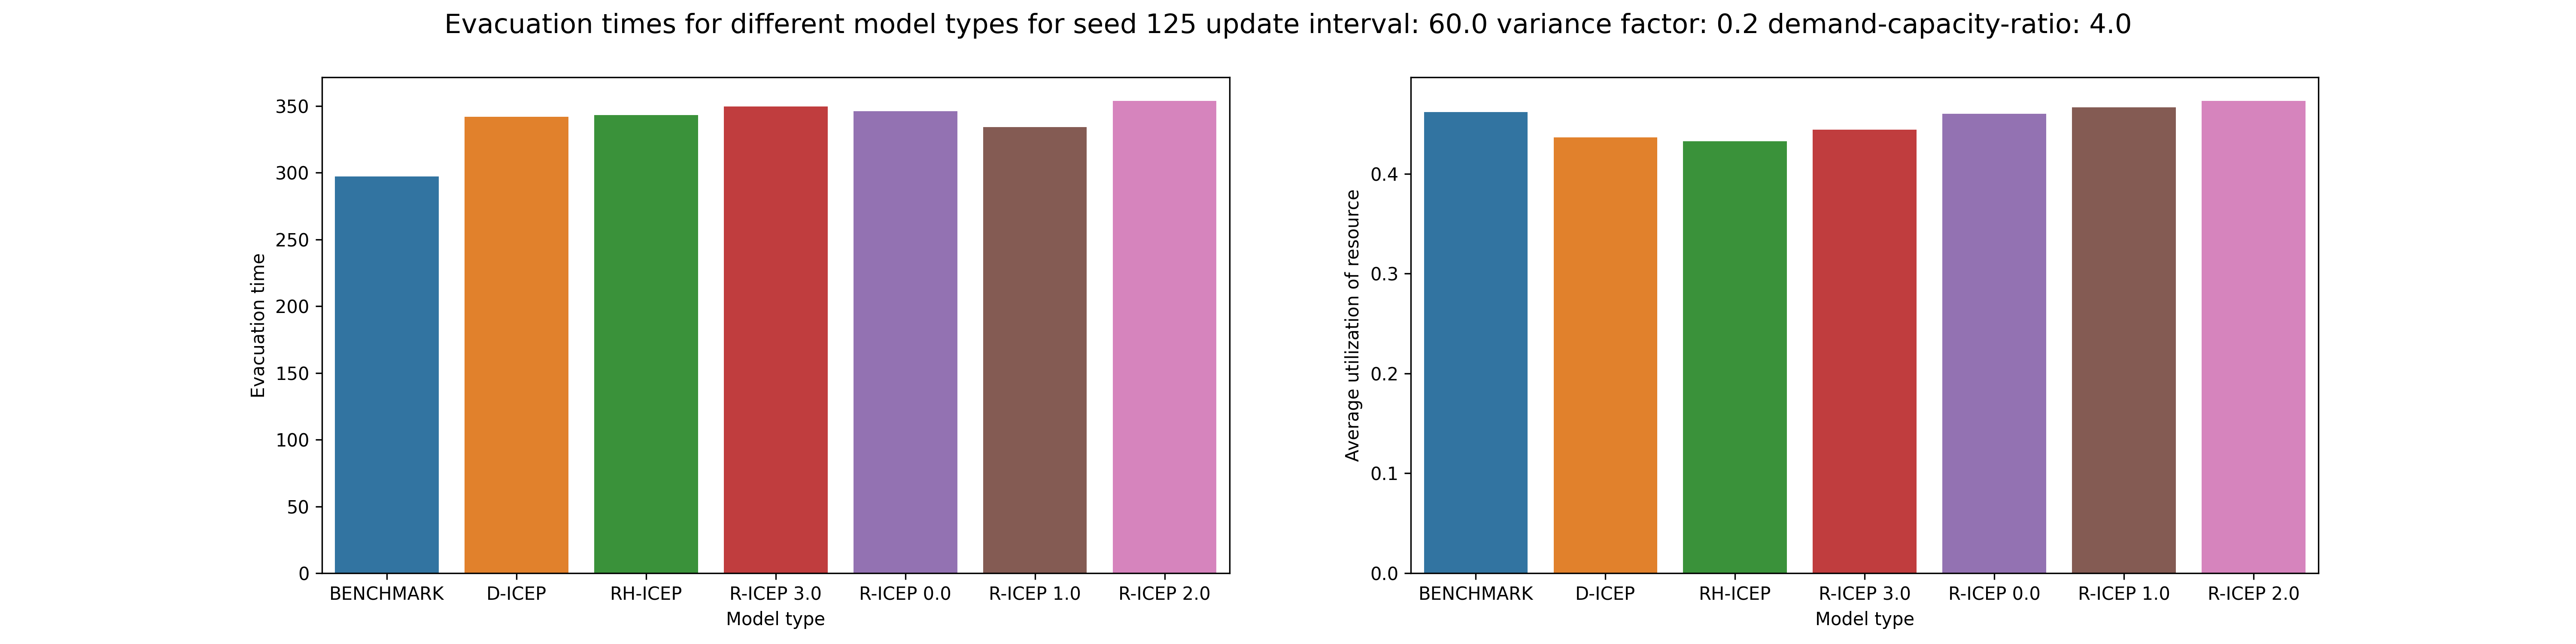 Evacuation times for different model types for seed 125 update interval: 60.0 variance factor: 0.2 demand-capacity-ratio: 4.0
Evacuation time
350
300
250
200
150
100
50
0
BENCHMARK D-ICEP RH-ICEP R-ICEP 3.0 R-ICEP 0.0 R-ICEP 1.0 R-ICEP 2.0
Model type
Average utilization of resource
0.4
0.3
0.2
0.1
0.0
BENCHMARK D-ICEP RH-ICEP R-ICEP 3.0 R-ICEP 0.0 R-ICEP 1.0 R-ICEP 2.0
Model type